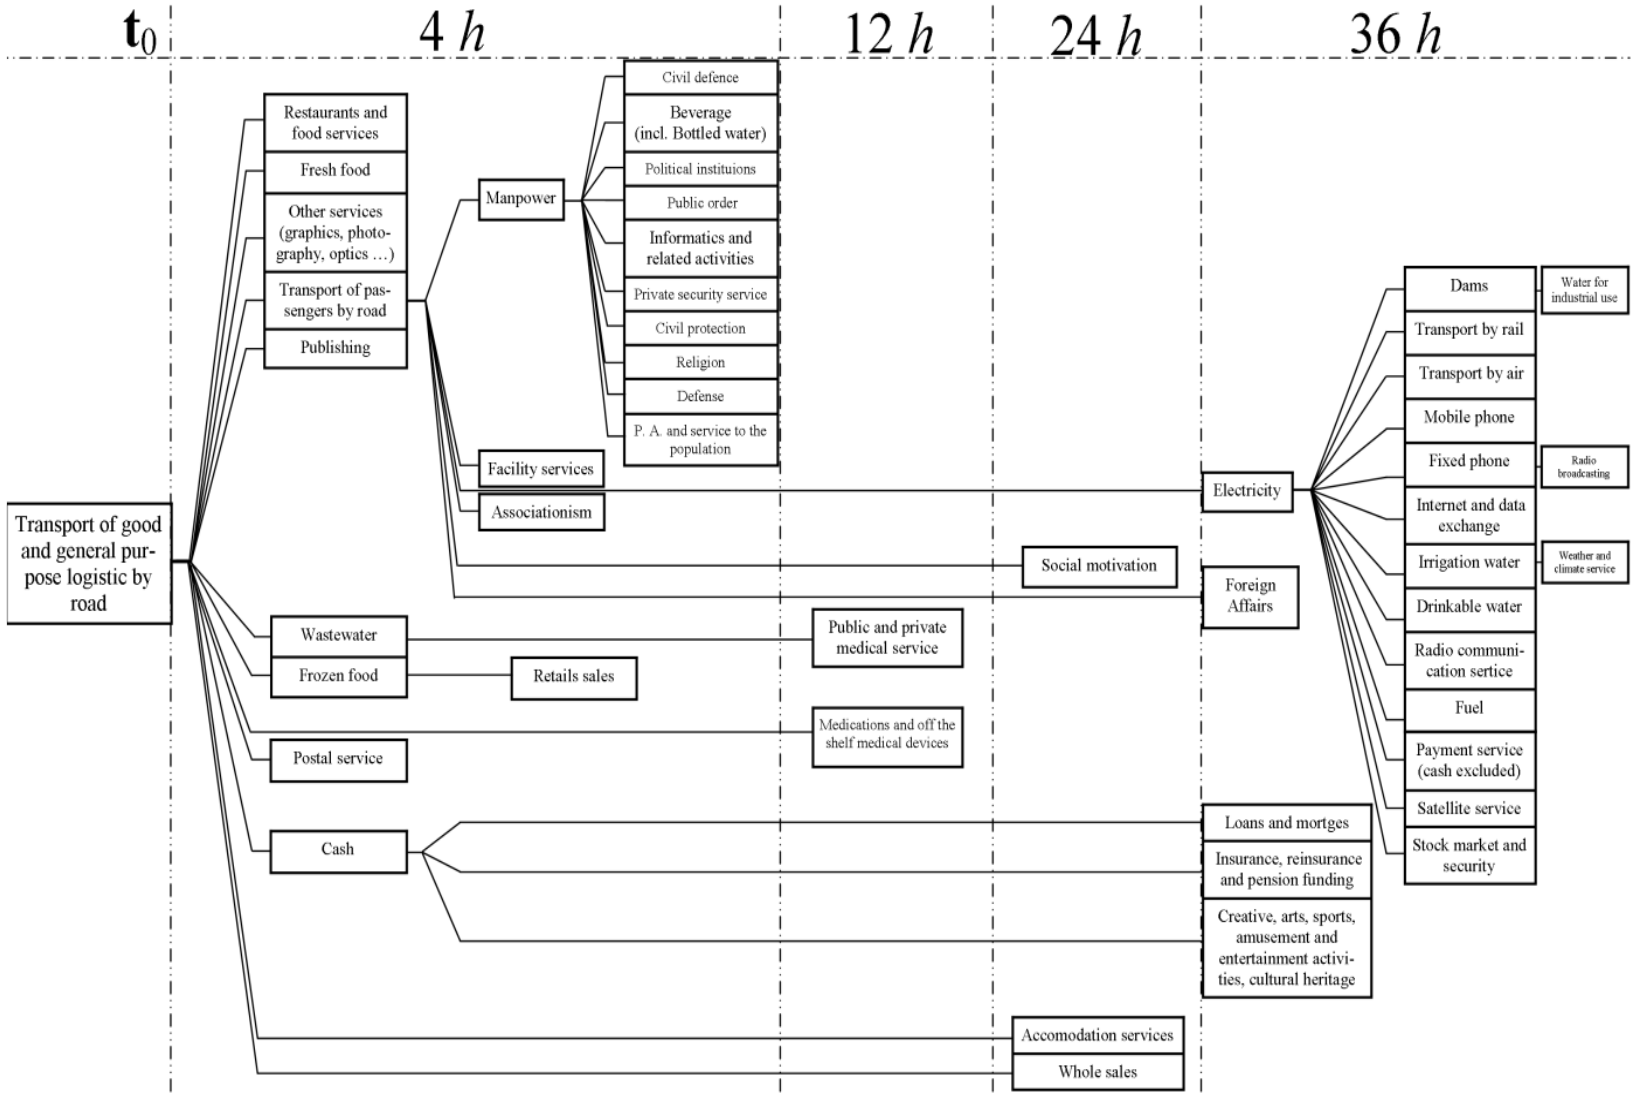 t0
4 h
12 h
24 h
36 h
Transport of good
and general pur-
pose logistic by
road
Restaurants and
food services
Fresh food
Other services
(graphics, photo-
graphy, optics …)
Transport of pas-
sengers by road
Publishing
Wastewater
Frozen food
Postal service
Cash
Manpower
Facility services
Associationism
Retails sales
Civil defence
Beverage
(incl. Bottled water)
Political instituions
Public order
Informatics and
related activities
Private security service
Civil protection
Religion
Defense
P. A. and service to the
population
Public and private
medical service
Medications and off the
shelf medical devices
Social motivation
Accomodation services
Whole sales
Electricity
Foreign
Affairs
Loans and mortges
Insurance, reinsurance
and pension funding
Creative, arts, sports,
amusement and
entertainment activi-
ties, cultural heritage
Dams
Transport by rail
Transport by air
Mobile phone
Fixed phone
Internet and data
exchange
Irrigation water
Drinkable water
Radio communi-
cation sertice
Fuel
Payment service
(cash excluded)
Satellite service
Stock market and
security
Water for
industrial use
Radio
broadcasting
Weather and
climate service